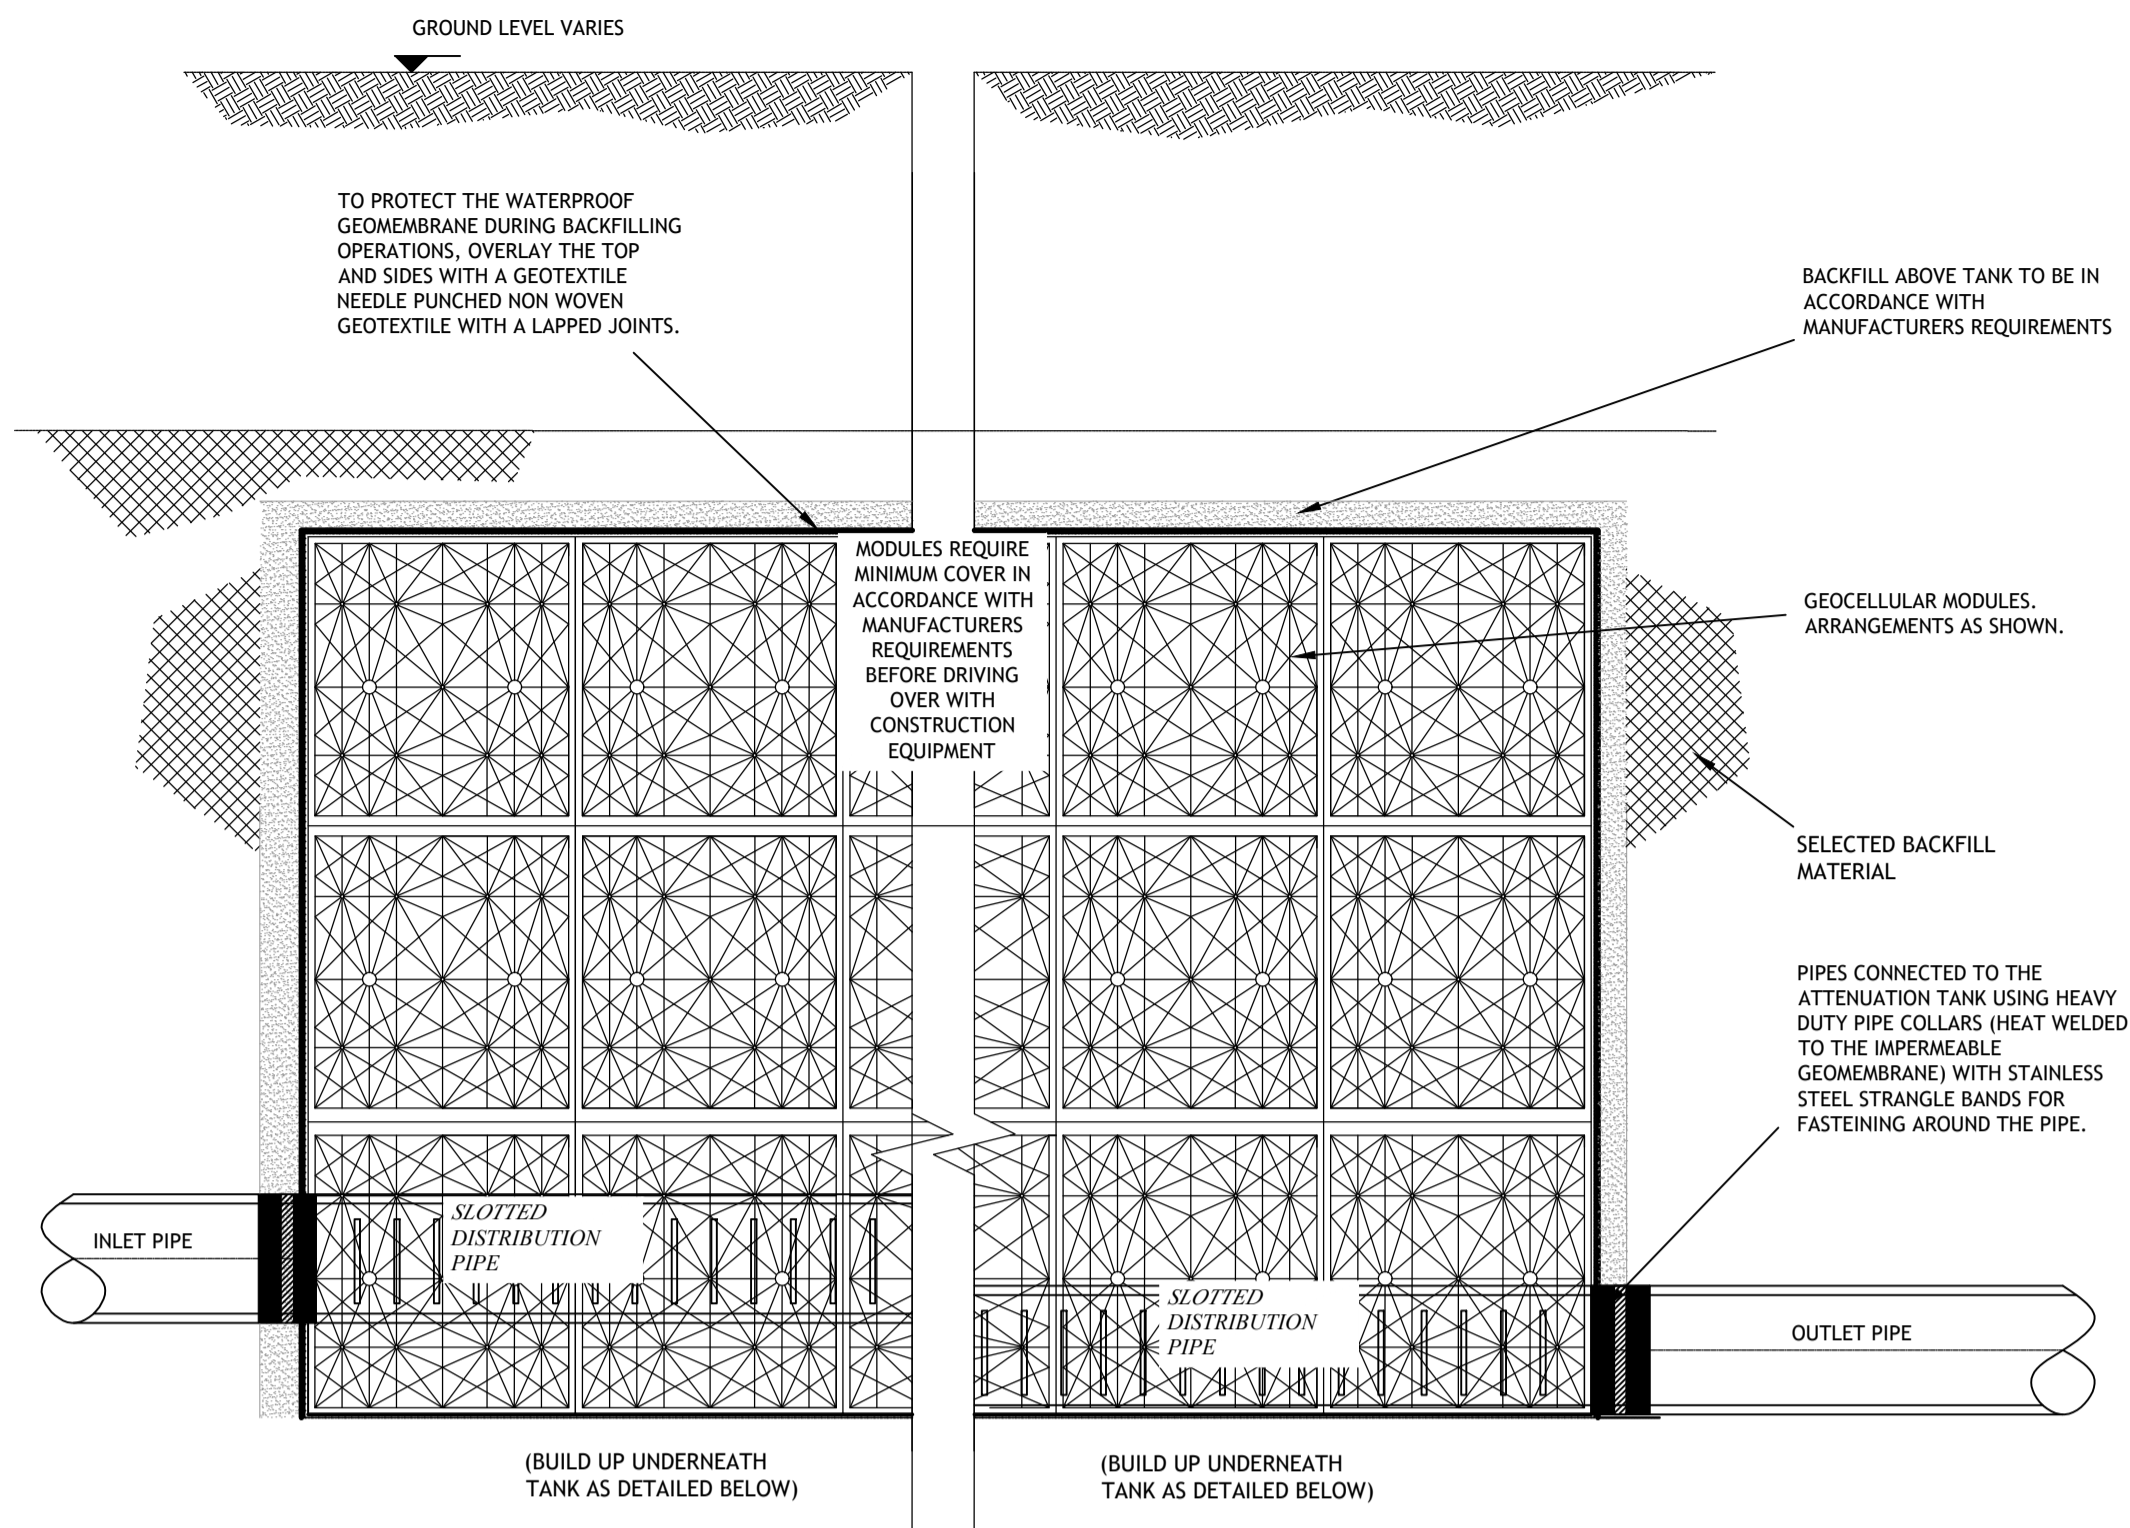 GROUND LEVEL VARIES
TO PROTECT THE WATERPROOF
GEOMEMBRANE DURING BACKFILLING
OPERATIONS, OVERLAY THE TOP
AND SIDES WITH A GEOTEXTILE
NEEDLE PUNCHED NON WOVEN
GEOTEXTILE WITH A LAPPED JOINTS.
BACKFILL ABOVE TANK TO BE IN
ACCORDANCE WITH
MANUFACTURERS REQUIREMENTS
MODULES REQUIRE
MINIMUM COVER IN
ACCORDANCE WITH
MANUFACTURERS
REQUIREMENTS
BEFORE DRIVING
OVER WITH
CONSTRUCTION
EQUIPMENT
GEOCELLULAR MODULES.
ARRANGEMENTS AS SHOWN.
SELECTED BACKFILL
MATERIAL
PIPES CONNECTED TO THE
ATTENUATION TANK USING HEAVY
DUTY PIPE COLLARS (HEAT WELDED
TO THE IMPERMEABLE
GEOMEMBRANE) WITH STAINLESS
STEEL STRANGLE BANDS FOR
FASTEINING AROUND THE PIPE.
INLET PIPE
SLOTTED
DISTRIBUTION
PIPE
SLOTTED
DISTRIBUTION
PIPE
OUTLET PIPE
(BUILD UP UNDERNEATH
TANK AS DETAILED BELOW)
(BUILD UP UNDERNEATH
TANK AS DETAILED BELOW)